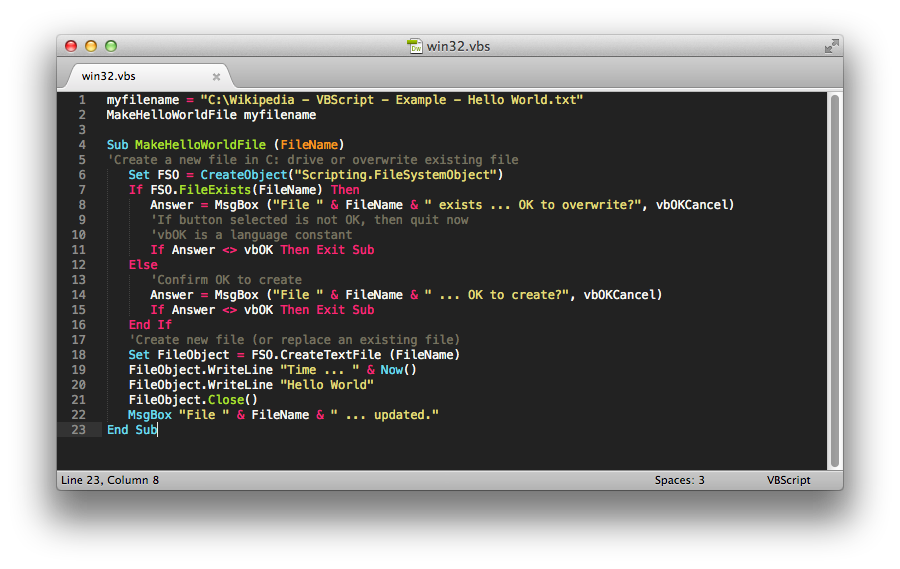 win32.vbs
win32.vbs
1 myfilename = "C:\Wikipedia - VBScript - Example - Hello World.txt"
2 MakeHelloWorldFile myfilename
3
4 Sub MakeHelloWorldFile (FileName)
5 'Create a new file in C: drive or overwrite existing file
6    Set FSO = CreateObject("Scripting.FileSystemObject")
7    If FSO.FileExists(FileName) Then
8       Answer = MsgBox ("File " & FileName & " exists ... OK to overwrite?", vbOKCancel)
9       'If button selected is not OK, then quit now
10       'vbOK is a language constant
11       If Answer <> vbOK Then Exit Sub
12    Else
13       'Confirm OK to create
14       Answer = MsgBox ("File " & FileName & " ... OK to create?", vbOKCancel)
15       If Answer <> vbOK Then Exit Sub
16    End If
17    'Create new file (or replace an existing file)
18    Set FileObject = FSO.CreateTextFile (FileName)
19    FileObject.WriteLine "Time ... " & Now()
20    FileObject.WriteLine "Hello World"
21    FileObject.Close()
22    MsgBox "File " & FileName & " ... updated."
23 End Sub
Line 23, Column 8 Spaces: 3 VBScript